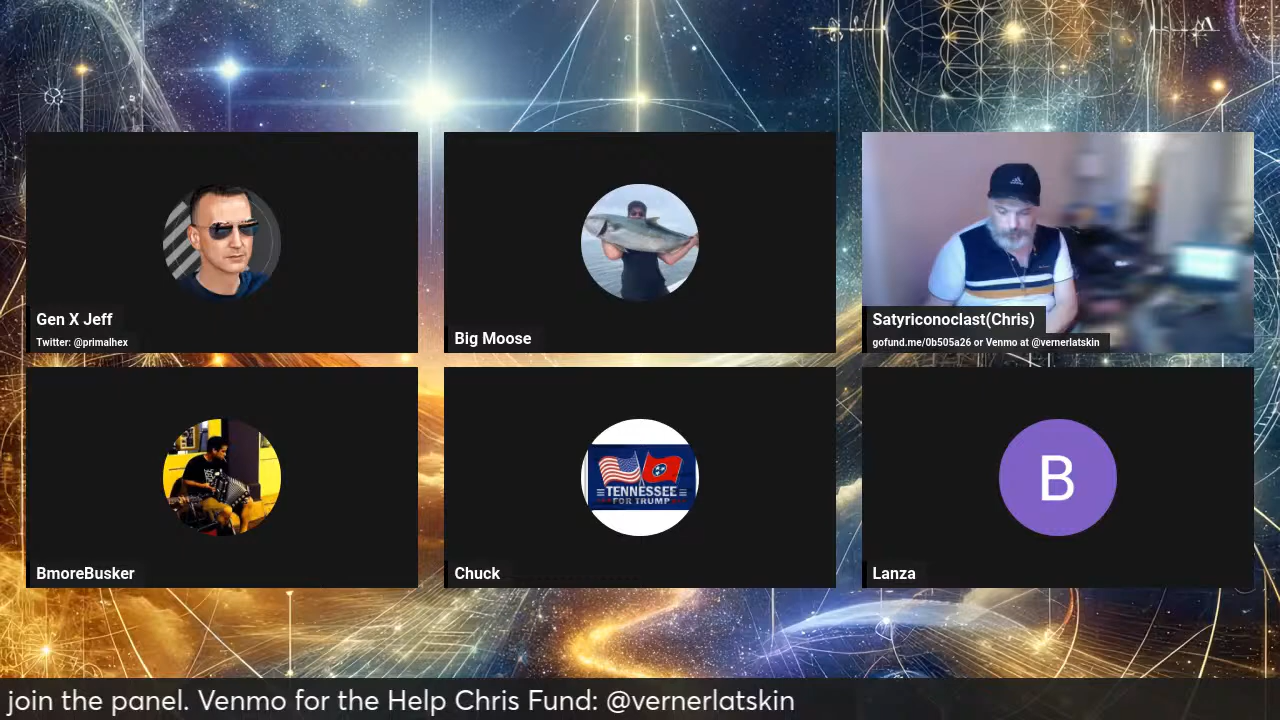 Gen X Jeff
Twitter: @primalhex
Big Moose
Satyriconoclast(Chris)
gofund.me/0b505a26 or Venmo at @vernerlatskin
BmoreBusker
TENNESSEE
FOR TRUMP
Chuck
B
Lanza
join the panel. Venmo for the Help Chris Fund: @vernerlatskin